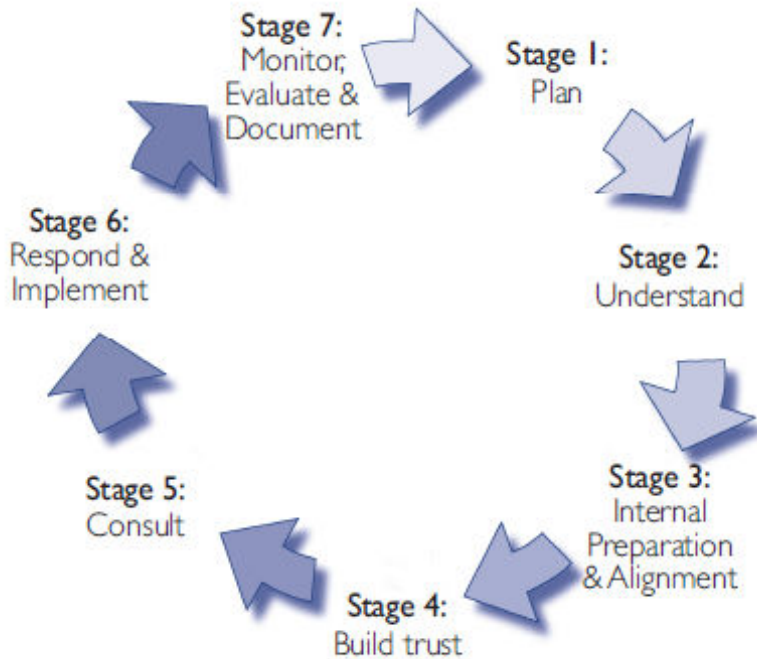 Stage 1:
Plan
Stage 2:
Understand
Stage 3:
Internal
Preparation
& Alignment
Stage 4:
Build trust
Stage 5:
Consult
Stage 6:
Respond &
Implement
Stage 7:
Monitor,
Evaluate &
Document